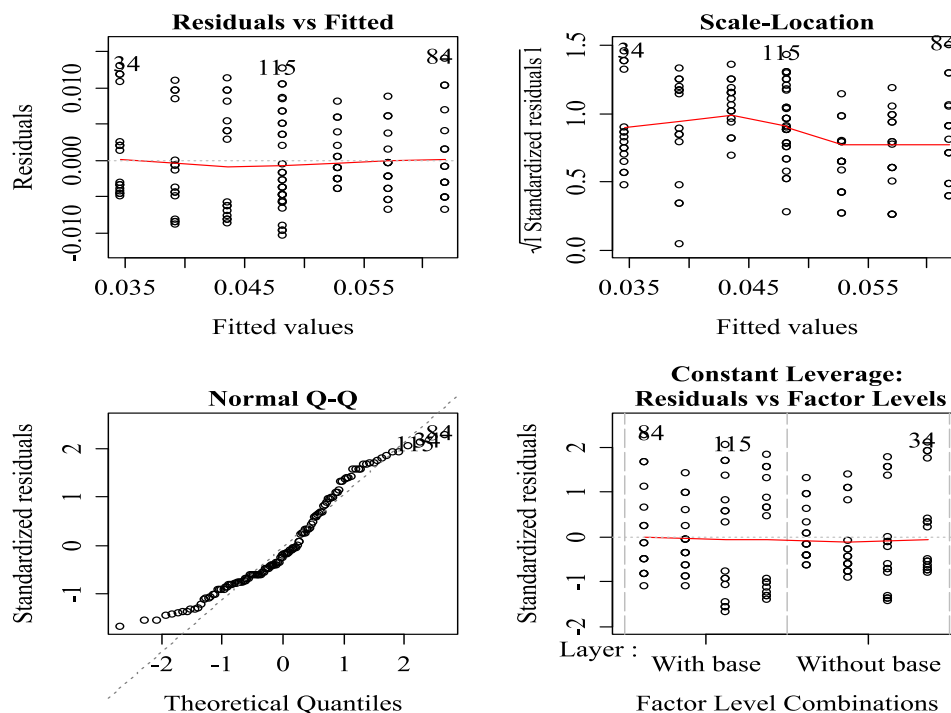 Residuals vs Fitted
34
115
84
Residuals
0.010
0.000
-0.010
0.035
0.045
0.055
Fitted values
Scale-Location
34
115
84
√| Standardized residuals |
1.5
1.0
0.5
0.0
0.035
0.045
0.055
Fitted values
Normal Q-Q
84
34
115
Standardized residuals
2
1
0
-1
-2
-1
0
1
2
Theoretical Quantiles
Constant Leverage:
Residuals vs Factor Levels
84
115
34
Standardized residuals
2
1
0
-1
-2
Layer :
With base
Without base
Factor Level Combinations